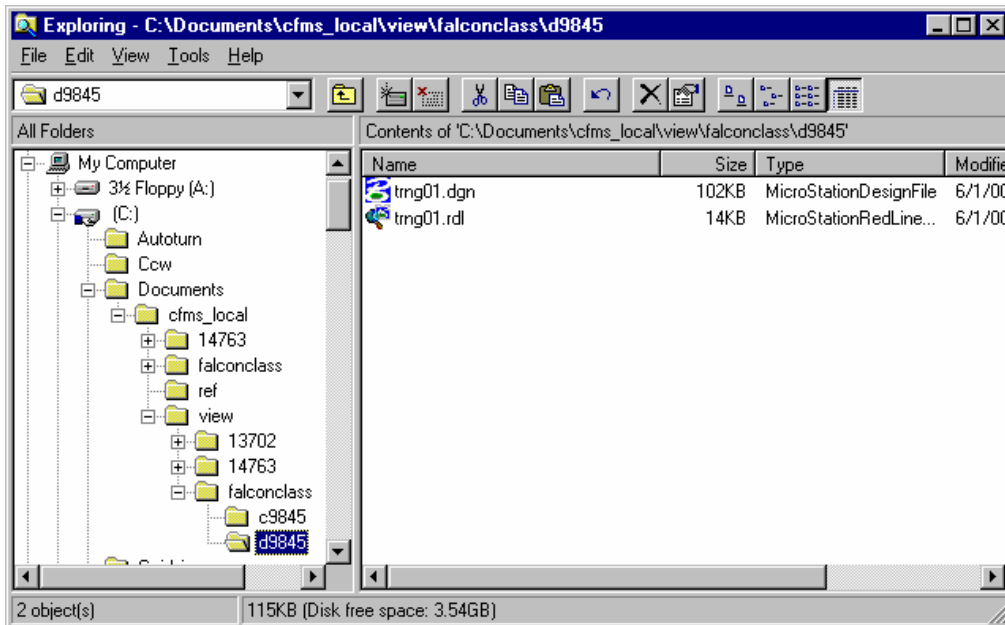 Exploring - C:\Documents\cfms_local\view\falconclass\d9845
File Edit View Tools Help
d9845
All Folders
Contents of 'C:\Documents\cfms_local\view\falconclass\d9845'
My Computer
3½ Floppy (A:)
(C:)
Autoturn
Ccw
Documents
cfms_local
14763
falconclass
ref
view
13702
14763
falconclass
c9845
d9845
Name Size Type Modifie
trng01.dgn 102KB MicroStationDesignFile 6/1/00
trng01.rdl 14KB MicroStationRedLine... 6/1/00
2 object(s) 115KB (Disk free space: 3.54GB)